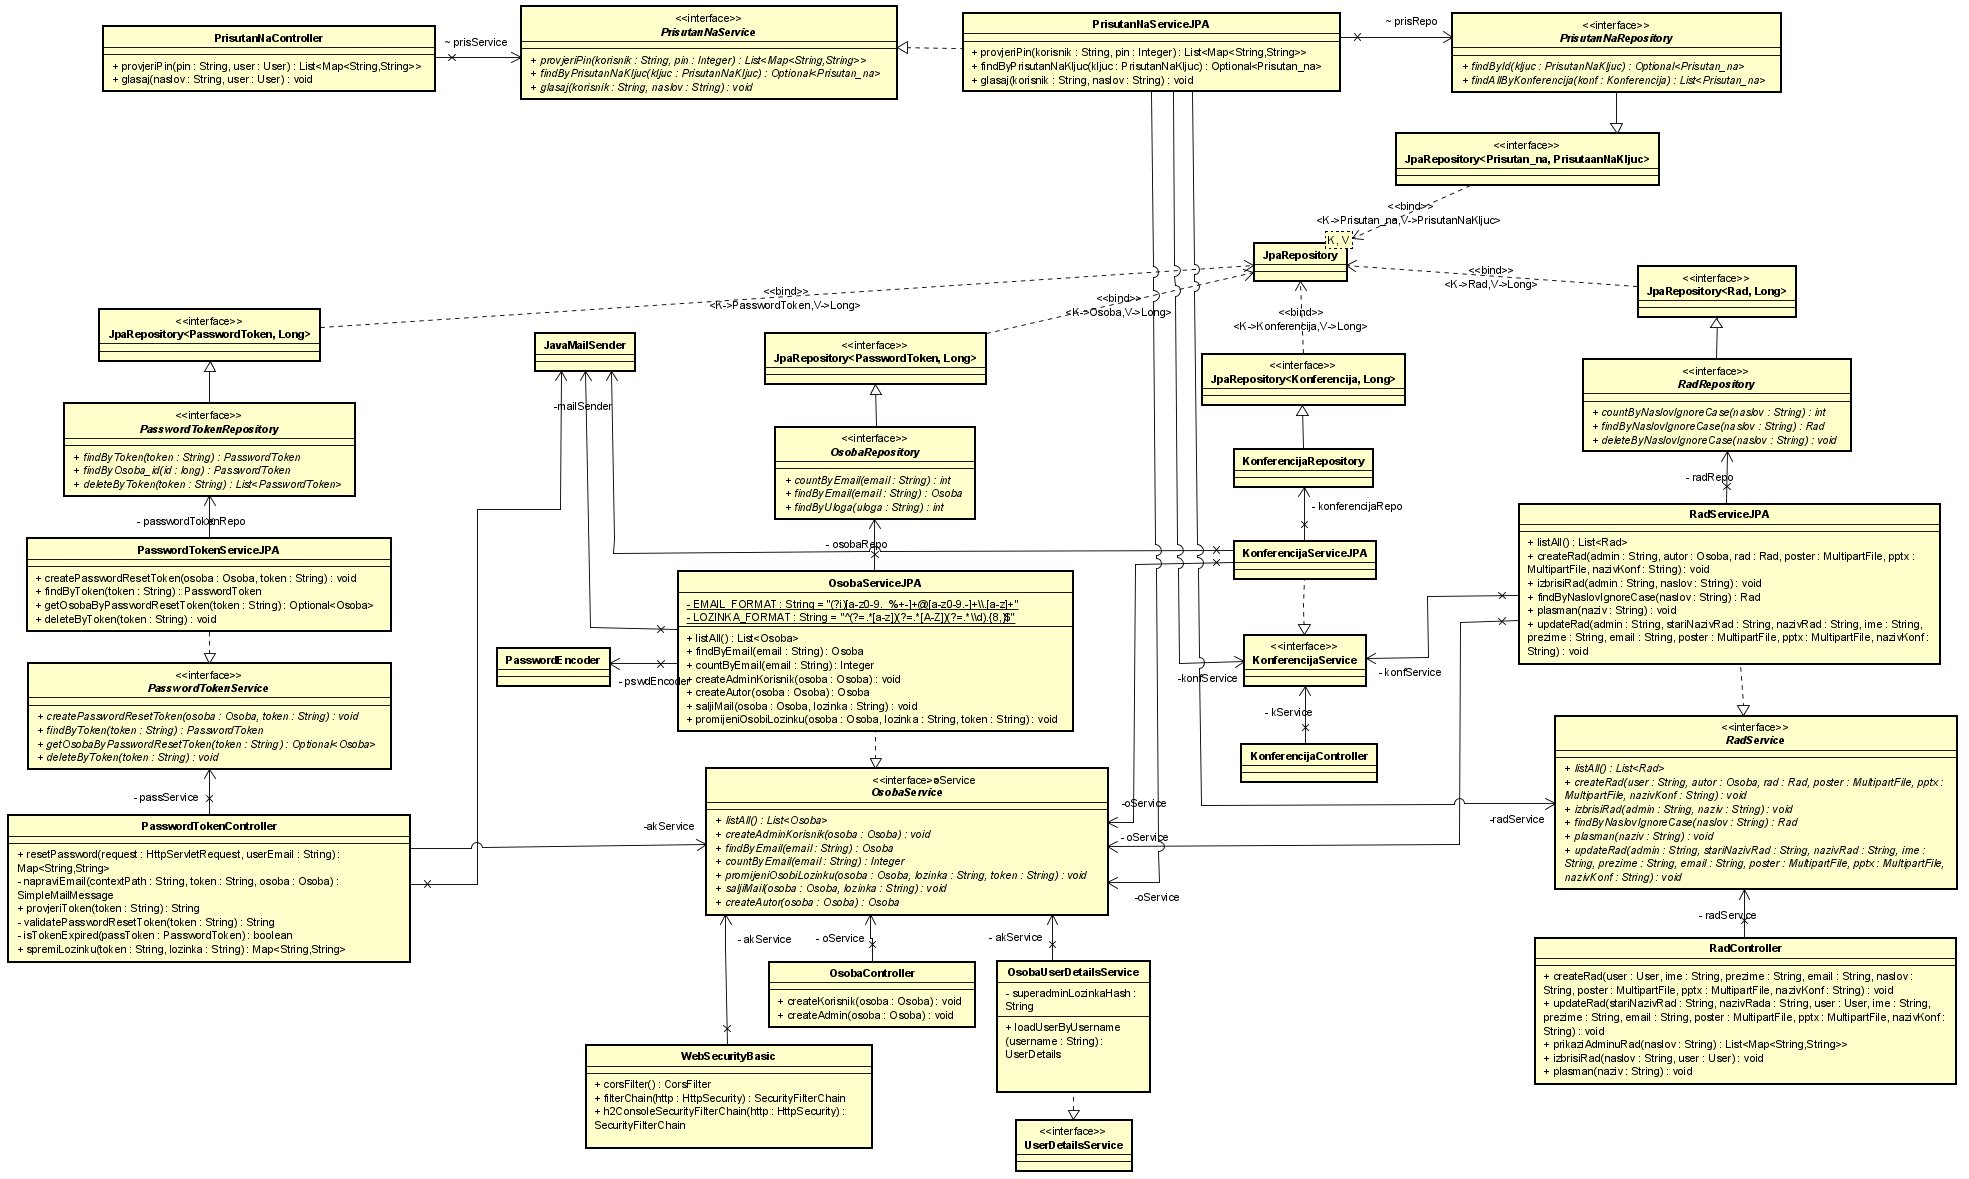 PrisutanNaController
+ provjeriPin(pin : String, user : User) : List<Map<String,String>>
+ glasaj(naslov : String, user : User) : void
~ prisService
<<interface>>
PrisutanNaService
+ provjeriPin(korisnik : String, pin : Integer) : List<Map<String,String>>
+ findByPrisutanNaKljuc(kljuc : PrisutanNaKljuc) : Optional<Prisutan_na>
+ glasaj(korisnik : String, naslov : String) : void
PrisutanNaServiceJPA
+ provjeriPin(korisnik : String, pin : Integer) : List<Map<String,String>>
+ findByPrisutanNaKljuc(kljuc : PrisutanNaKljuc) : Optional<Prisutan_na>
+ glasaj(korisnik : String, naslov : String) : void
~ prisRepo
<<interface>>
PrisutanNaRepository
+ findById(kljuc : PrisutanNaKljuc) : Optional<Prisutan_na>
+ findAllByKonferencija(konf : Konferencija) : List<Prisutan_na>
<<interface>>
JpaRepository<Prisutan_na, PrisutaanNaKljuc>
<<bind>>
<K->Prisutan_na,V->PrisutanNaKljuc>
K, V
JpaRepository
<<bind>>
<K->PasswordToken,V->Long>
<<bind>>
<K->Osoba,V->Long>
<<bind>>
<K->Konferencija,V->Long>
<<bind>>
<K->Rad,V->Long>
<<interface>>
JpaRepository<Rad, Long>
<<interface>>
JpaRepository<PasswordToken, Long>
JavaMailSender
<<interface>>
JpaRepository<PasswordToken, Long>
<<interface>>
JpaRepository<Konferencija, Long>
<<interface>>
RadRepository
+ countByNaslovIgnoreCase(naslov : String) : int
+ findByNaslovIgnoreCase(naslov : String) : Rad
+ deleteByNaslovIgnoreCase(naslov : String) : void
-mailSender
<<interface>>
PasswordTokenRepository
+ findByToken(token : String) : PasswordToken
+ findByOsoba_id(id : long) : PasswordToken
+ deleteByToken(token : String) : List<PasswordToken>
<<interface>>
OsobaRepository
+ countByEmail(email : String) : int
+ findByEmail(email : String) : Osoba
+ findByUloga(uloga : String) : int
KonferencijaRepository
- radRepo
- konferencijaRepo
- passwordTokenRepo
- osobaRepo
PasswordTokenServiceJPA
+ createPasswordResetToken(osoba : Osoba, token : String) : void
+ findByToken(token : String) : PasswordToken
+ getOsobaByPasswordResetToken(token : String) : Optional<Osoba>
+ deleteByToken(token : String) : void
KonferencijaServiceJPA
RadServiceJPA
+ listAll() : List<Rad>
+ createRad(admin : String, autor : Osoba, rad : Rad, poster : MultipartFile, pptx :
MultipartFile, nazivKonf : String) : void
+ izbrisiRad(admin : String, naslov : String) : void
+ findByNaslovIgnoreCase(naslov : String) : Rad
+ plasman(naziv : String) : void
+ updateRad(admin : String, stariNazivRad : String, nazivRad : String, ime : String,
prezime : String, email : String, poster : MultipartFile, pptx : MultipartFile, nazivKonf :
String) : void
OsobaServiceJPA
- EMAIL_FORMAT : String = "(?i)[a-z0-9._%+-]+@[a-z0-9.-]+\\.[a-z]+"
- LOZINKA_FORMAT : String = "^(?=.*[a-z])(?=.*[A-Z])(?=.*\\d).{8,}$"
+ listAll() : List<Osoba>
+ findByEmail(email : String) : Osoba
+ countByEmail(email : String) : Integer
+ createAdminKorisnik(osoba : Osoba) : void
+ createAutor(osoba : Osoba) : Osoba
+ saljiMail(osoba : Osoba, lozinka : String) : void
+ promijeniOsobiLozinku(osoba : Osoba, lozinka : String, token : String) : void
PasswordEncoder
- pswdEncoder
<<interface>>
KonferencijaService
-konfService
- konfService
- kService
KonferencijaController
<<interface>>
PasswordTokenService
+ createPasswordResetToken(osoba : Osoba, token : String) : void
+ findByToken(token : String) : PasswordToken
+ getOsobaByPasswordResetToken(token : String) : Optional<Osoba>
+ deleteByToken(token : String) : void
- passService
<<interface>>
RadService
+ listAll() : List<Rad>
+ createRad(user : String, autor : Osoba, rad : Rad, poster : MultipartFile, pptx :
MultipartFile, nazivKonf : String) : void
+ izbrisiRad(admin : String, naziv : String) : void
+ findByNaslovIgnoreCase(naslov : String) : Rad
+ plasman(naziv : String) : void
+ updateRad(admin : String, stariNazivRad : String, nazivRad : String, ime :
String, prezime : String, email : String, poster : MultipartFile, pptx : MultipartFile,
nazivKonf : String) : void
-radService
<<interface>>
oService
OsobaService
+ listAll() : List<Osoba>
+ createAdminKorisnik(osoba : Osoba) : void
+ findByEmail(email : String) : Osoba
+ countByEmail(email : String) : Integer
+ promijeniOsobiLozinku(osoba : Osoba, lozinka : String, token : String) : void
+ saljiMail(osoba : Osoba, lozinka : String) : void
+ createAutor(osoba : Osoba) : Osoba
-oService
- oService
-oService
-akService
PasswordTokenController
+ resetPassword(request : HttpServletRequest, userEmail : String) :
Map<String,String>
- napraviEmail(contextPath : String, token : String, osoba : Osoba) :
SimpleMailMessage
+ provjeriToken(token : String) : String
- validatePasswordResetToken(token : String) : String
- isTokenExpired(passToken : PasswordToken) : boolean
+ spremiLozinku(token : String, lozinka : String) : Map<String,String>
- akService
- oService
- akService
- radService
OsobaController
+ createKorisnik(osoba : Osoba) : void
+ createAdmin(osoba : Osoba) : void
OsobaUserDetailsService
- superadminLozinkaHash :
String
+ loadUserByUsername
(username : String) :
UserDetails
RadController
+ createRad(user : User, ime : String, prezime : String, email : String, naslov :
String, poster : MultipartFile, pptx : MultipartFile, nazivKonf : String) : void
+ updateRad(stariNazivRad : String, nazivRada : String, user : User, ime : String,
prezime : String, email : String, poster : MultipartFile, pptx : MultipartFile, nazivKonf :
String) : void
+ prikaziAdminuRad(naslov : String) : List<Map<String,String>>
+ izbrisiRad(naslov : String, user : User) : void
+ plasman(naziv : String) : void
WebSecurityBasic
+ corsFilter() : CorsFilter
+ filterChain(http : HttpSecurity) : SecurityFilterChain
+ h2ConsoleSecurityFilterChain(http : HttpSecurity) :
SecurityFilterChain
<<interface>>
UserDetailsService